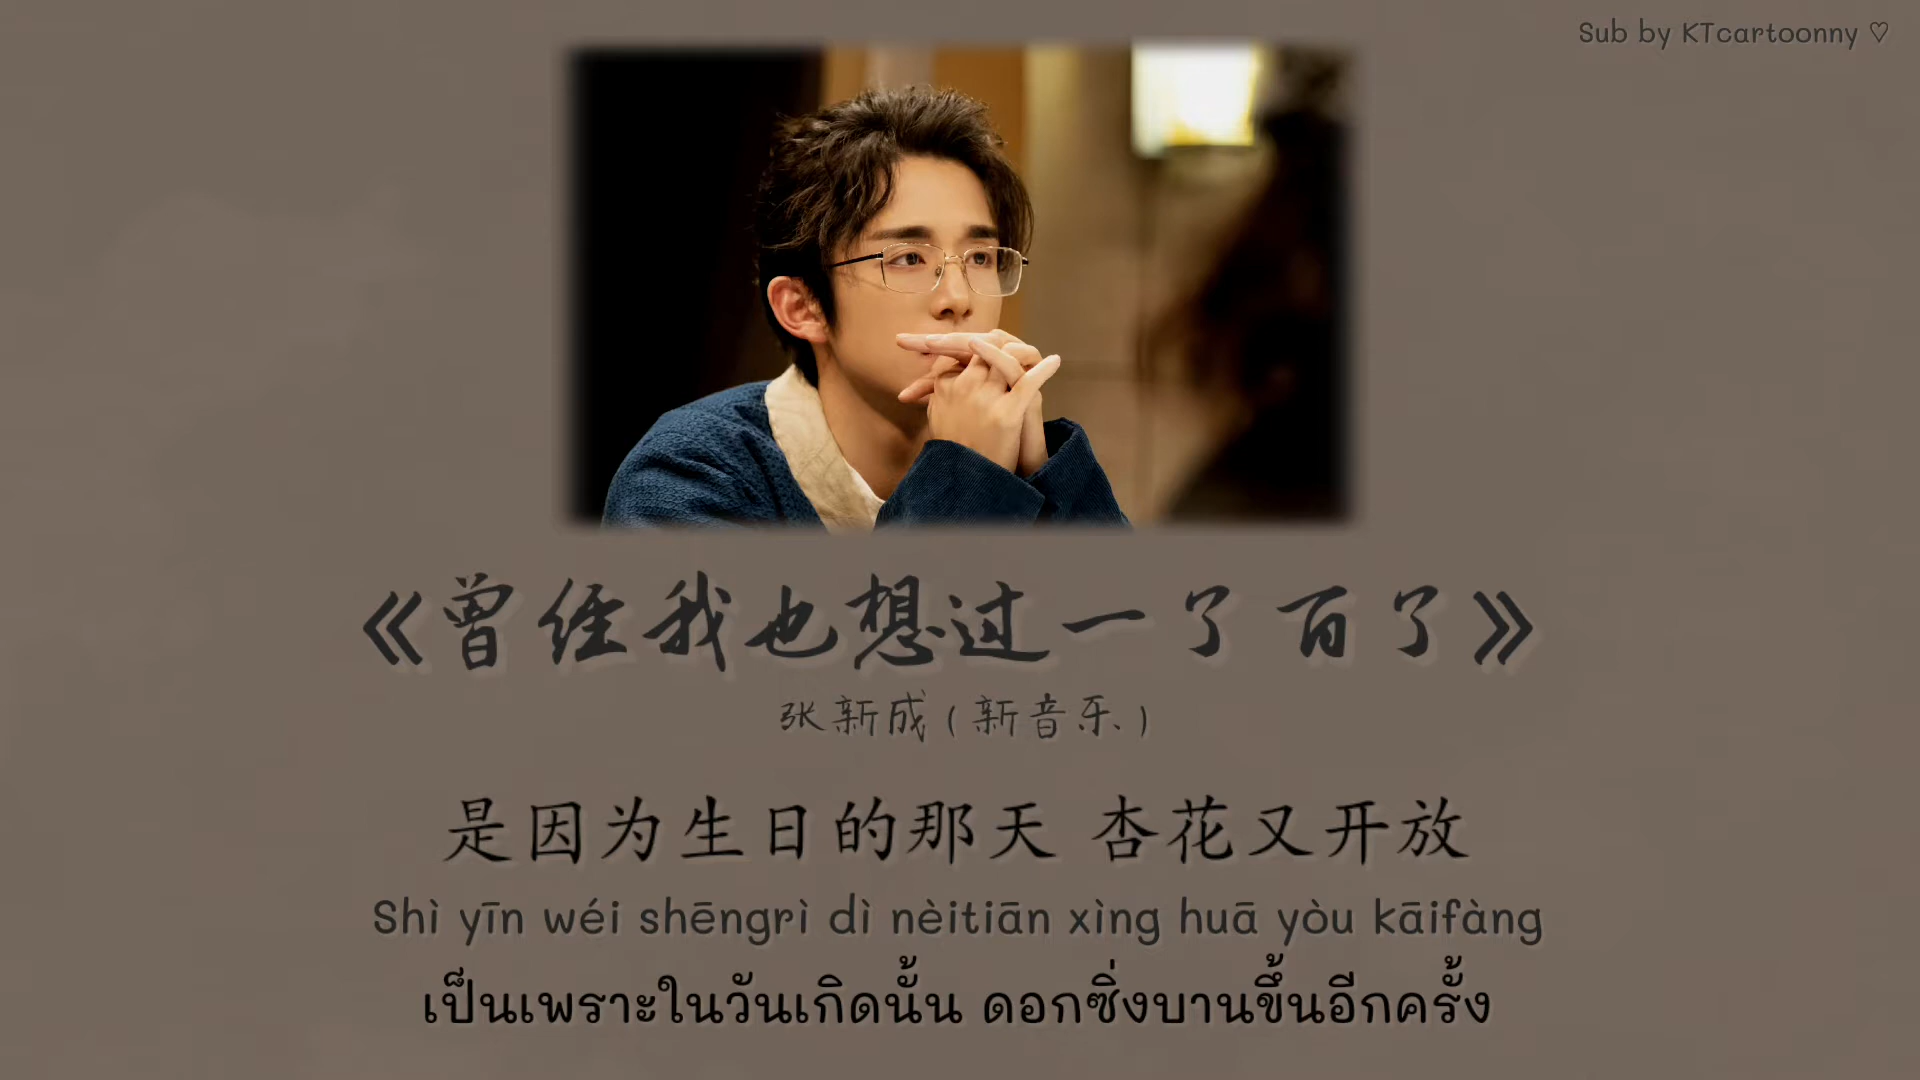 Sub by KTcartoonny ♡
《曾经我也想过一了百了》
张新成(新音乐)
是因为生日的那天 杏花又开放
Shì yīn wéi shēngrì dì nèitiān xìng huā yòu kāifàng
เป็นเพราะในวันเกิดนั้น ดอกซิ่งบานขึ้นอีกครั้ง